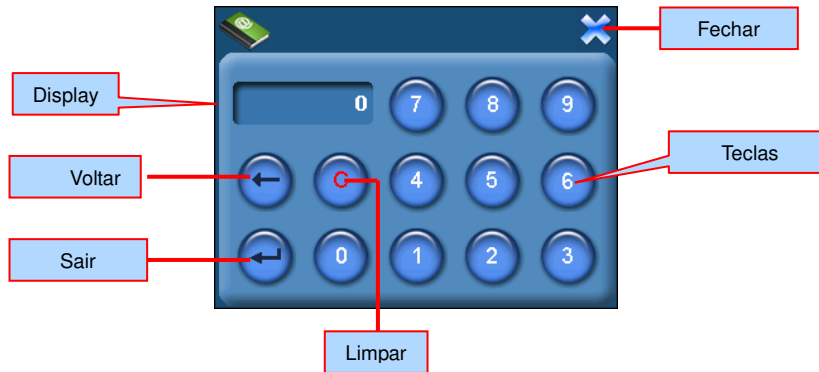 Fechar
Display
0 7 8 9
Voltar
C 4 5 6
Teclas
Sair
0 1 2 3
Limpar